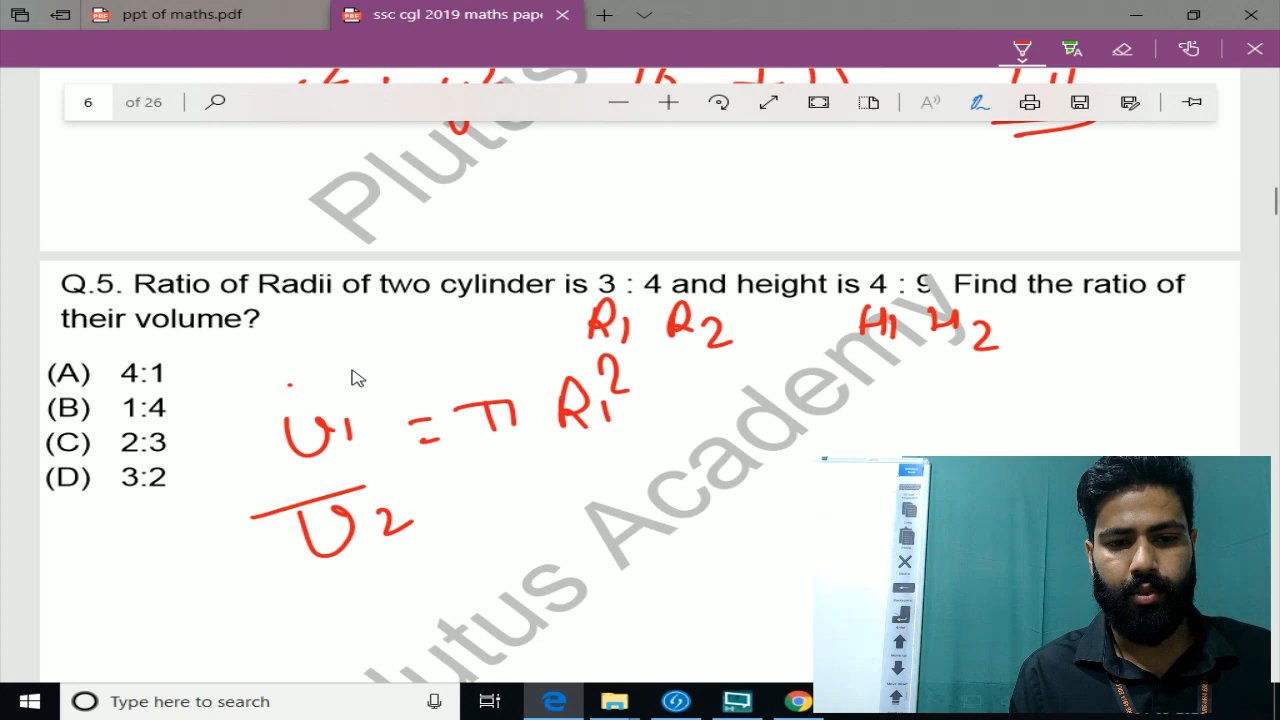 ppt of maths.pdf
ssc cgl 2019 maths pape
6 of 26
Q.5. Ratio of Radii of two cylinder is 3 : 4 and height is 4 : 9. Find the ratio of
their volume?
R1 R2 H1 H2
(A) 4:1
(B) 1:4
(C) 2:3
(D) 3:2
v1 = π R1²
v2
Plutus
Plutus Academy
Type here to search